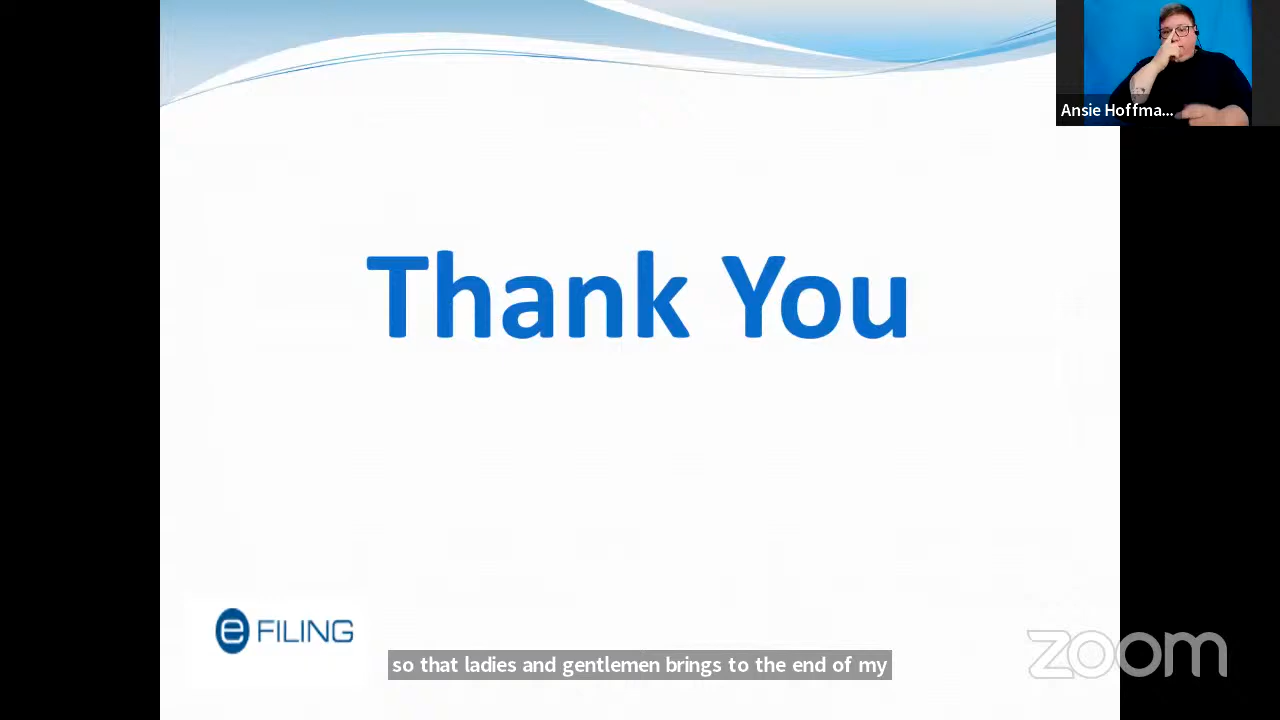 Ansie Hoffma...
Thank You
e FILING
so that ladies and gentlemen brings to the end of my
zoom